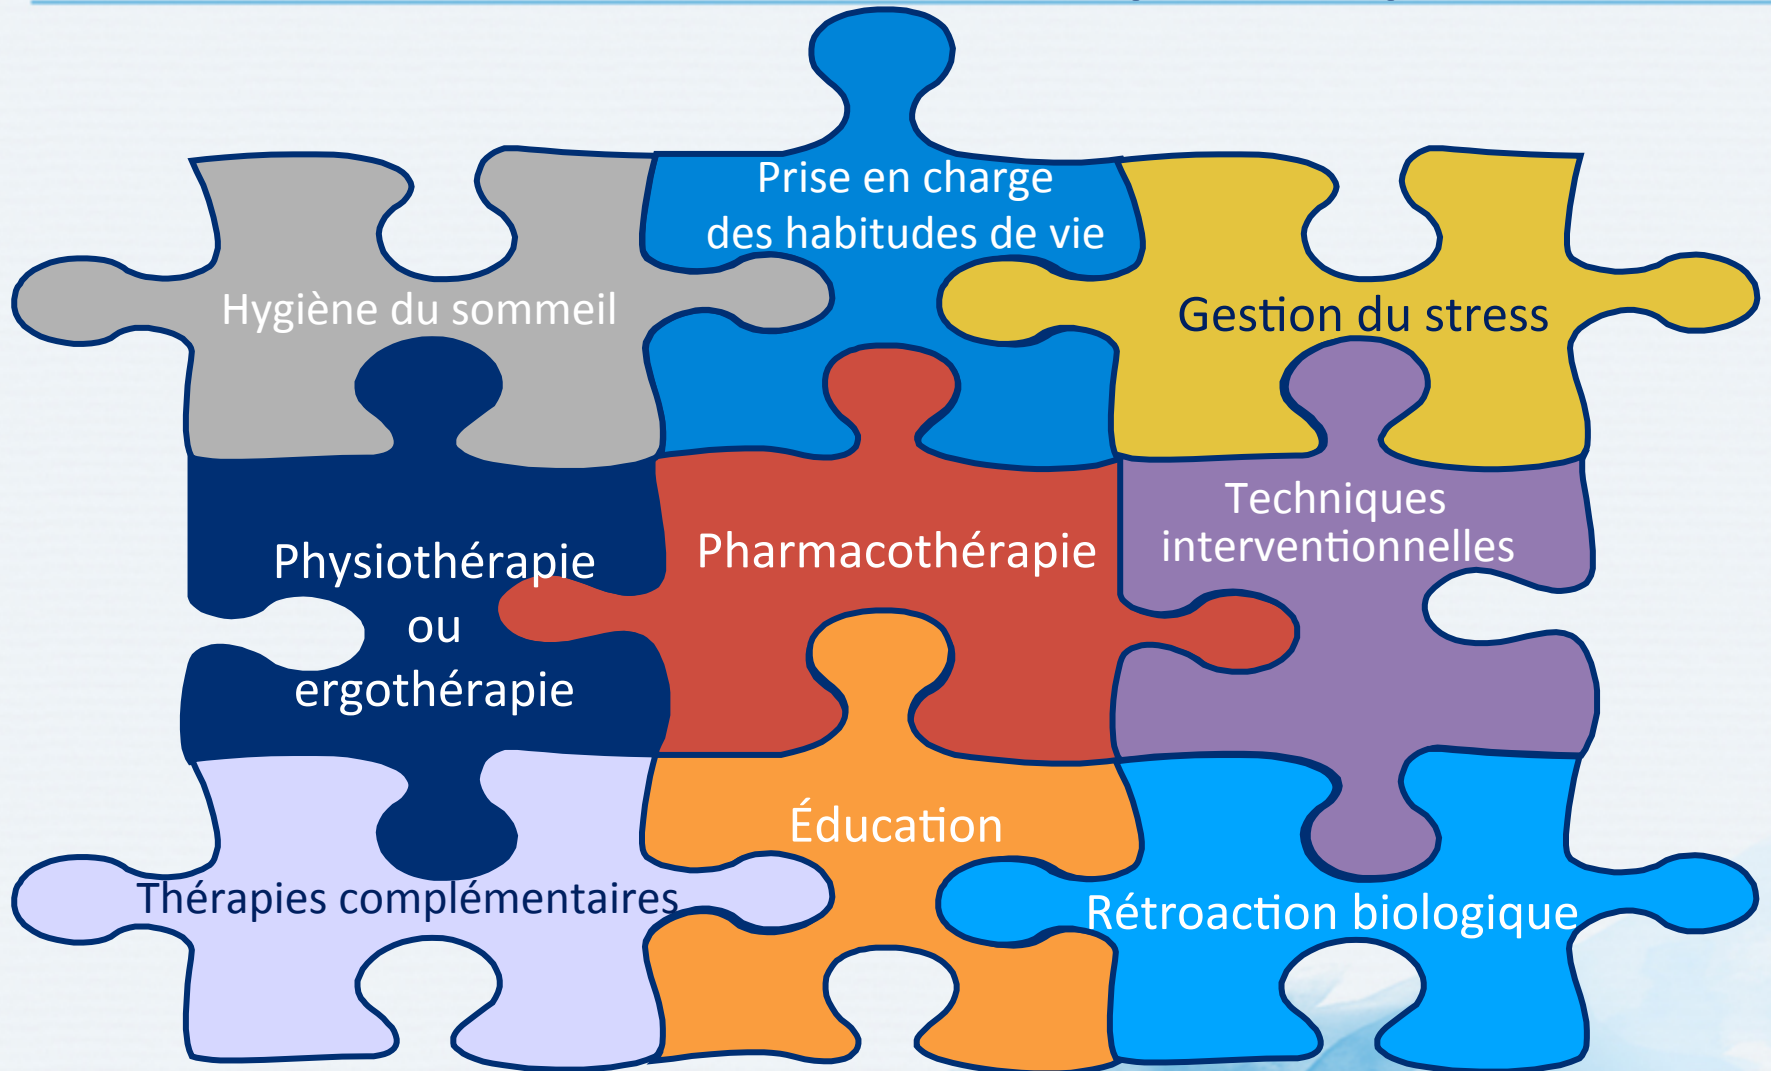 Prise en charge
des habitudes de vie
Hygiène du sommeil
Gestion du stress
Techniques
interventionnelles
Physiothérapie
ou
ergothérapie
Pharmacothérapie
Éducation
Thérapies complémentaires
Rétroaction biologique